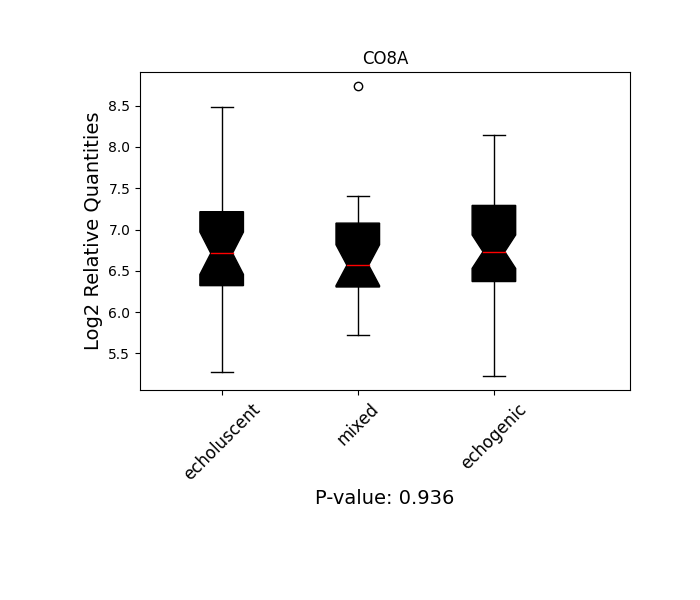 CO8A
Log2 Relative Quantities
8.5
8.0
7.5
7.0
6.5
6.0
5.5
echoluscent
mixed
echogenic
P-value: 0.936